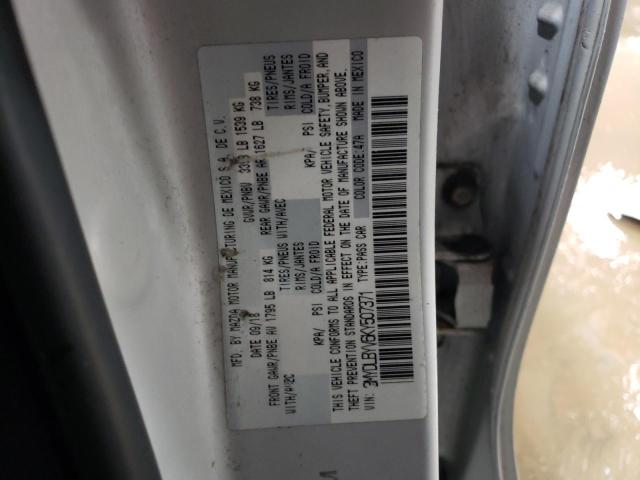 MFD. BY MAZDA MOTOR MANUFACTURING DE MEXICO S.A. DE C.V.
DATE 09/18 GVWR/PNBV LB 1509 KG
FRONT GAWR/PNBE AV 1795 LB 814 KG REAR GAWR/PNBE AR 1627 LB 738 KG
WITH/AVEC TIRES/PNEUS WITH/AVEC TIRES/PNEUS
RIMS/JANTES RIMS/JANTES
KPA/ PSI COLD/A FROID KPA/ PSI COLD/A FROID
THIS VEHICLE CONFORMS TO ALL APPLICABLE FEDERAL MOTOR VEHICLE SAFETY, BUMPER, AND
THEFT PREVENTION STANDARDS IN EFFECT ON THE DATE OF MANUFACTURE SHOWN ABOVE.
VIN: TYPE:PASS CAR COLOR CODE:47A MADE IN MEXICO